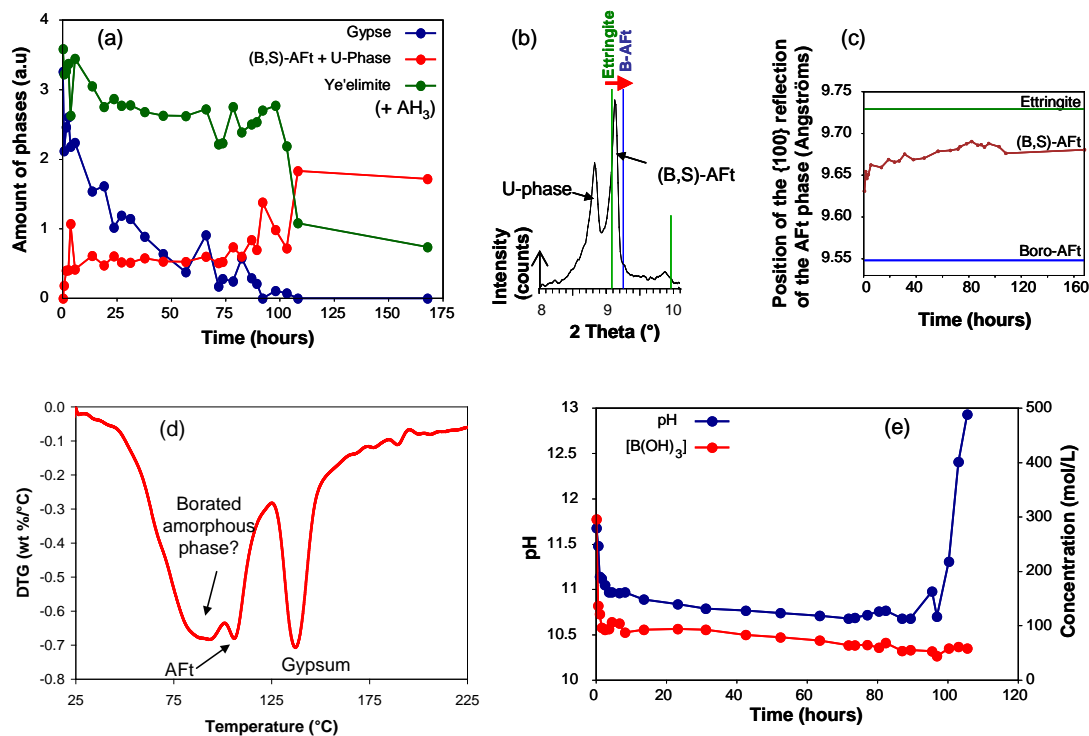 (a)
Gypse
(B,S)-AFt + U-Phase
Ye'elimite
(+ AH3)
Amount of phases (a.u)
4
3
2
1
0
0
25
50
75
100
125
150
175
Time (hours)
(b)
Ettringite
B-AFt
U-phase
(B,S)-AFt
Intensity
(counts)
8
9
10
2 Theta (°)
(c)
Position of the {100} reflection
of the AFt phase (Angströms)
9.75
9.71
9.67
9.63
9.59
9.55
Ettringite
(B,S)-AFt
Boro-AFt
0
40
80
120
160
Time (hours)
(d)
DTG (wt %/°C)
0.0
-0.1
-0.2
-0.3
-0.4
-0.5
-0.6
-0.7
-0.8
Borated
amorphous
phase?
AFt
Gypsum
25
75
125
175
225
Temperature (°C)
(e)
pH
[B(OH)3]
pH
13
12.5
12
11.5
11
10.5
10
0
20
40
60
80
100
120
Time (hours)
500
400
300
200
100
0
Concentration (mol/L)